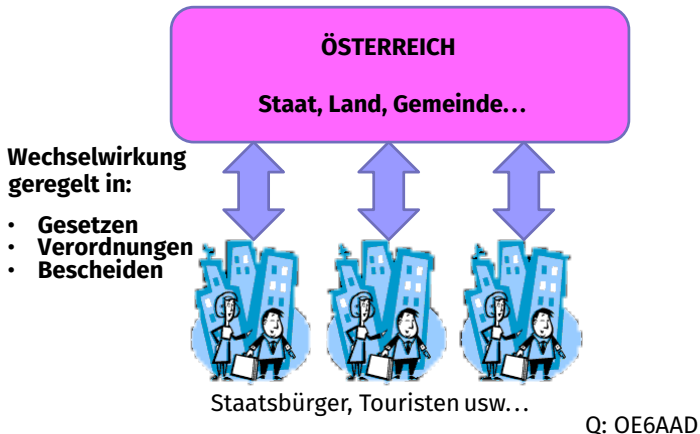 ÖSTERREICH
Staat, Land, Gemeinde...
Wechselwirkung
geregelt in:
• Gesetzen
• Verordnungen
• Bescheiden
Staatsbürger, Touristen usw...
Q: OE6AAD